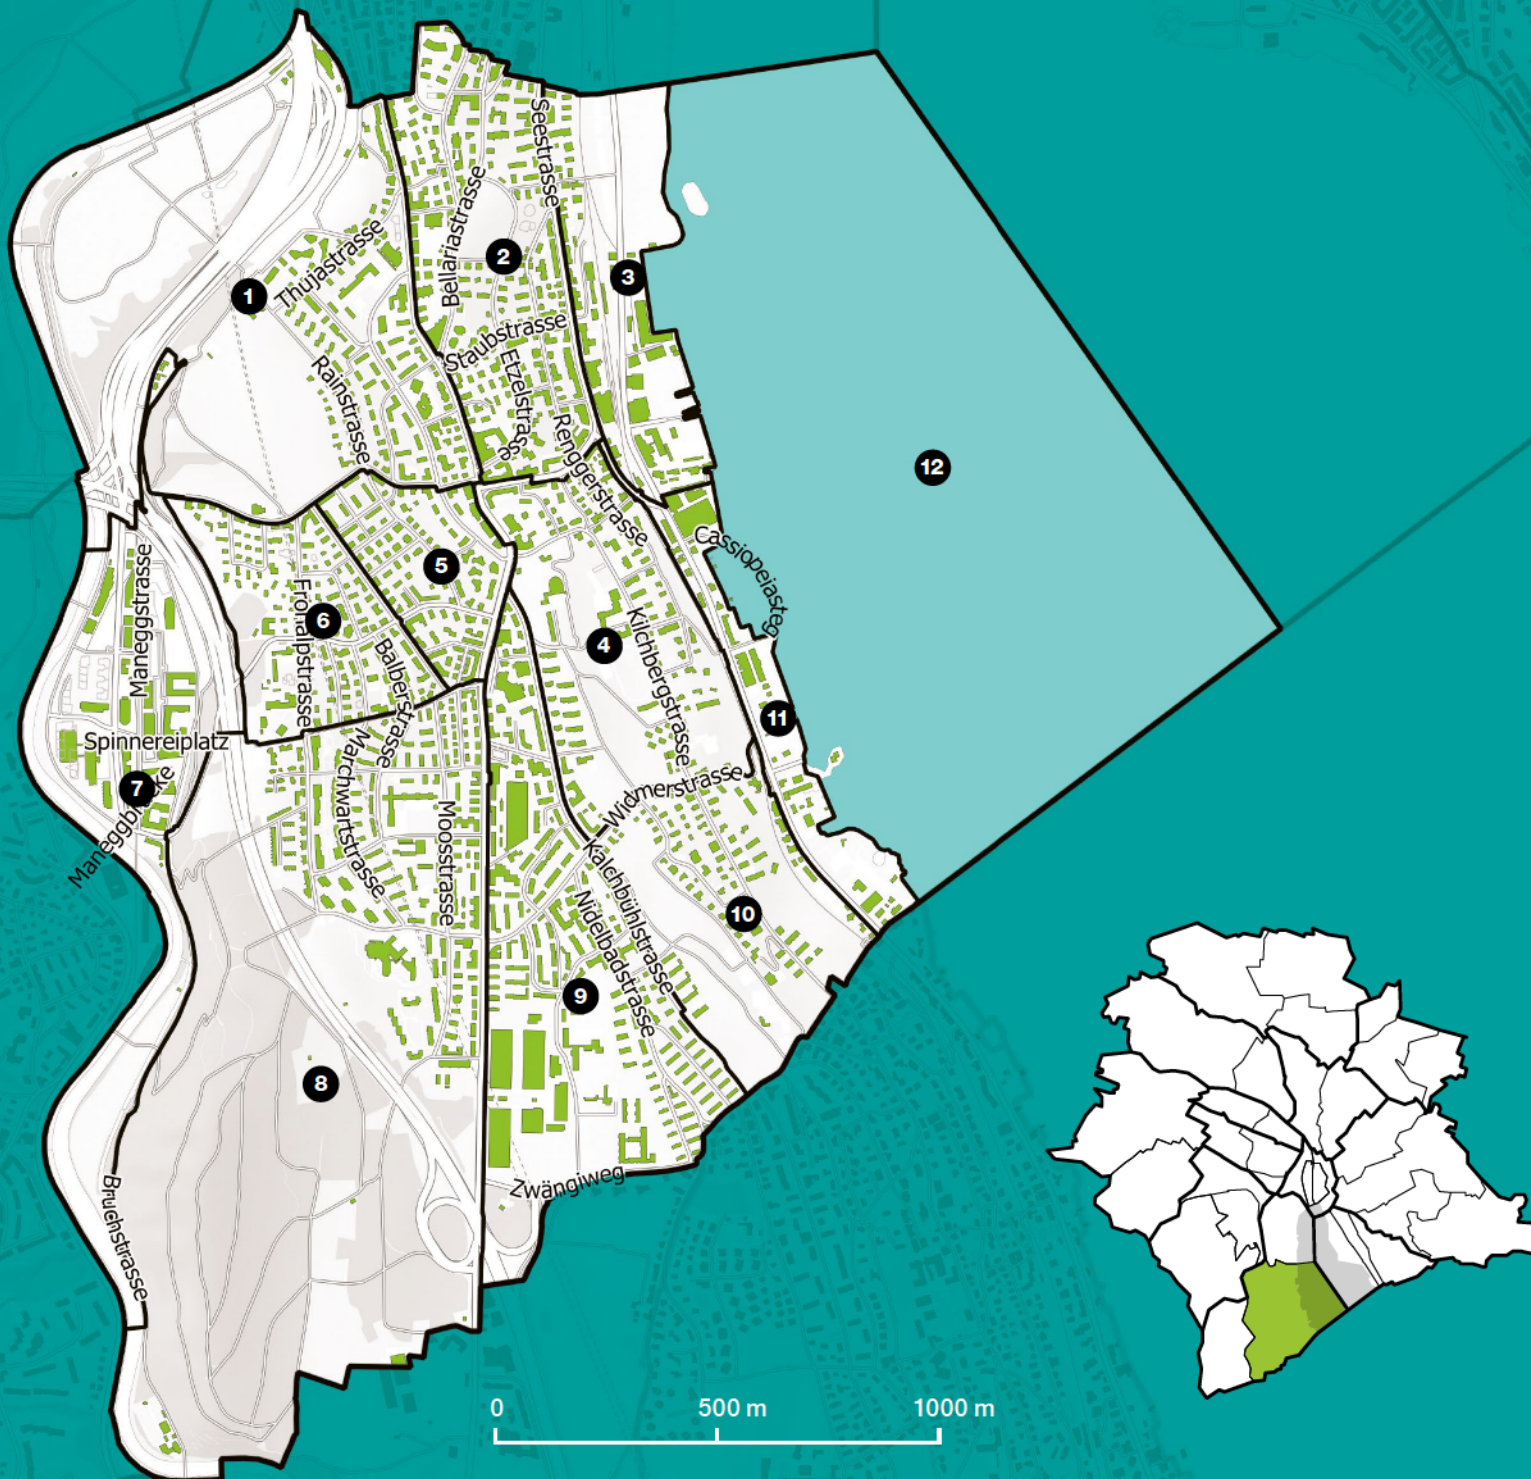 Seestrasse
Bellariastrasse
2
3
Thujastrasse
1
Staubstrasse
Etzelstrasse
Rainstrasse
Renggerstrasse
12
Cassiopeiasteg
5
Maneggstrasse
6
Frohalpstrasse
Kilchbergstrasse
4
Balberstrasse
11
Spinnereiplatz
7
Maneggbrücke
Marchwartstrasse
Widmerstrasse
Moosstrasse
Kalchbühlstrasse
Nidelbadstrasse
10
9
8
Zwängiweg
Bruchstrasse
0 500 m 1000 m